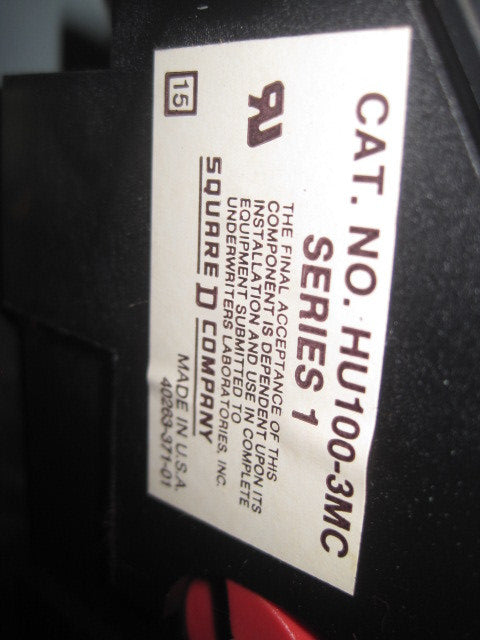 CAT. NO. HU100-3MC
SERIES 1
THE FINAL ACCEPTANCE OF THIS
COMPONENT IS DEPENDENT UPON ITS
INSTALLATION AND USE IN COMPLETE
EQUIPMENT SUBMITTED TO
UNDERWRITERS LABORATORIES, INC.
SQUARE D COMPANY
MADE IN U.S.A.
40263-371-01
15